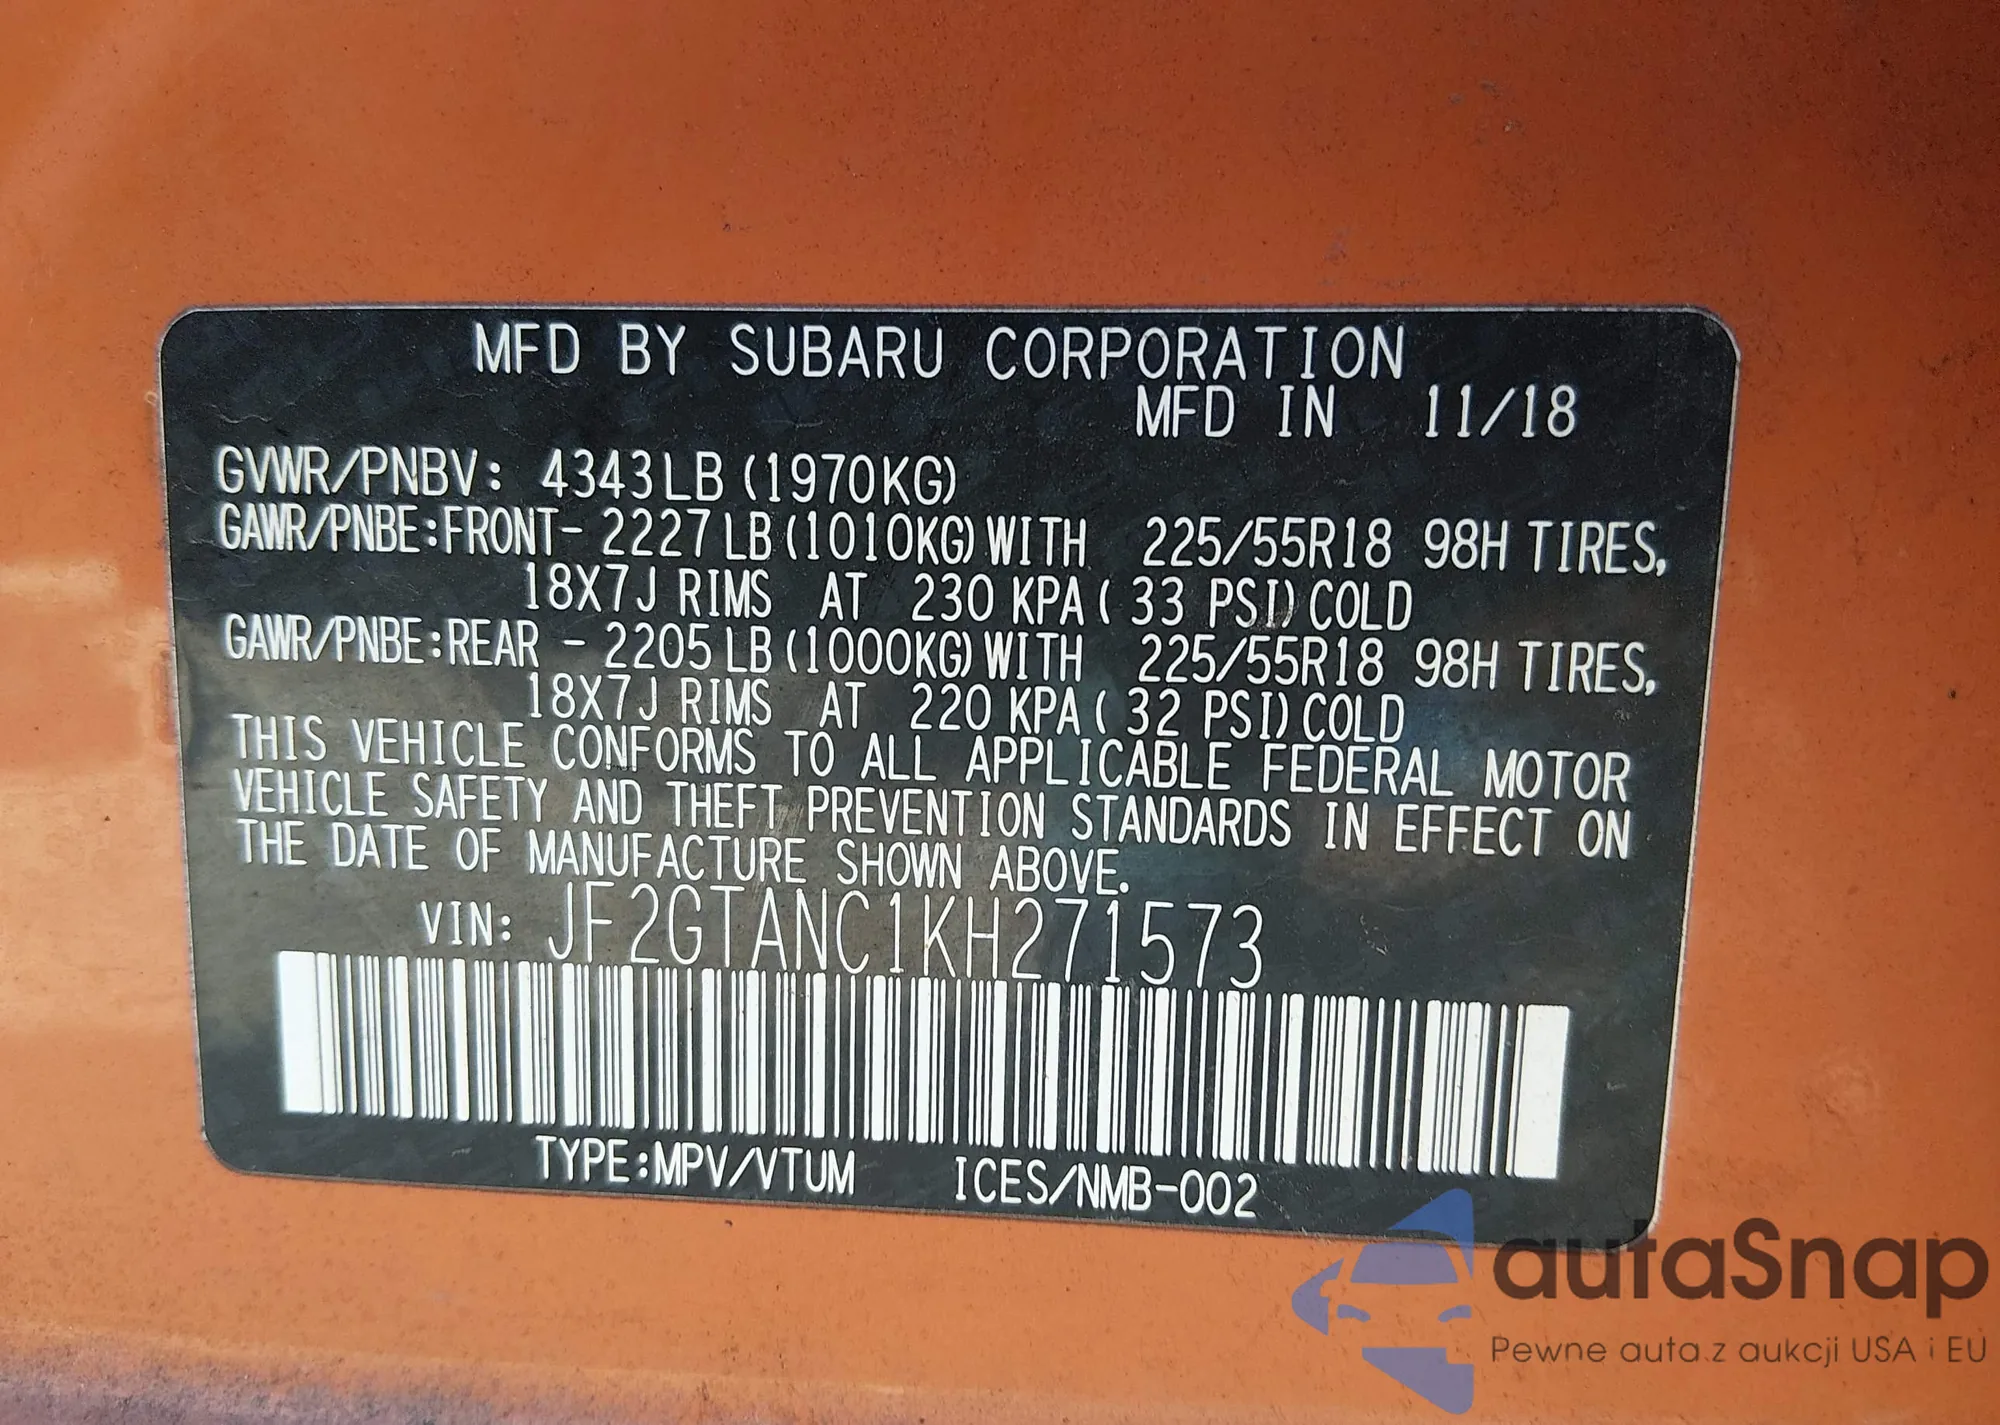 MFD BY SUBARU CORPORATION
MFD IN 11/18
GVWR/PNBV: 4343LB (1970KG)
GAWR/PNBE:FRONT- 2227LB (1010KG) WITH 225/55R18 98H TIRES,
18X7J RIMS AT 230 KPA ( 33 PSI) COLD
GAWR/PNBE:REAR - 2205LB (1000KG) WITH 225/55R18 98H TIRES,
18X7J RIMS AT 220 KPA ( 32 PSI) COLD
THIS VEHICLE CONFORMS TO ALL APPLICABLE FEDERAL MOTOR
VEHICLE SAFETY AND THEFT PREVENTION STANDARDS IN EFFECT ON
THE DATE OF MANUFACTURE SHOWN ABOVE.
VIN: JF2GTANC1KH271573
TYPE:MPV/VTUM ICES/NMB-002
autaSnap
Pewne auta z aukcji USA i EU